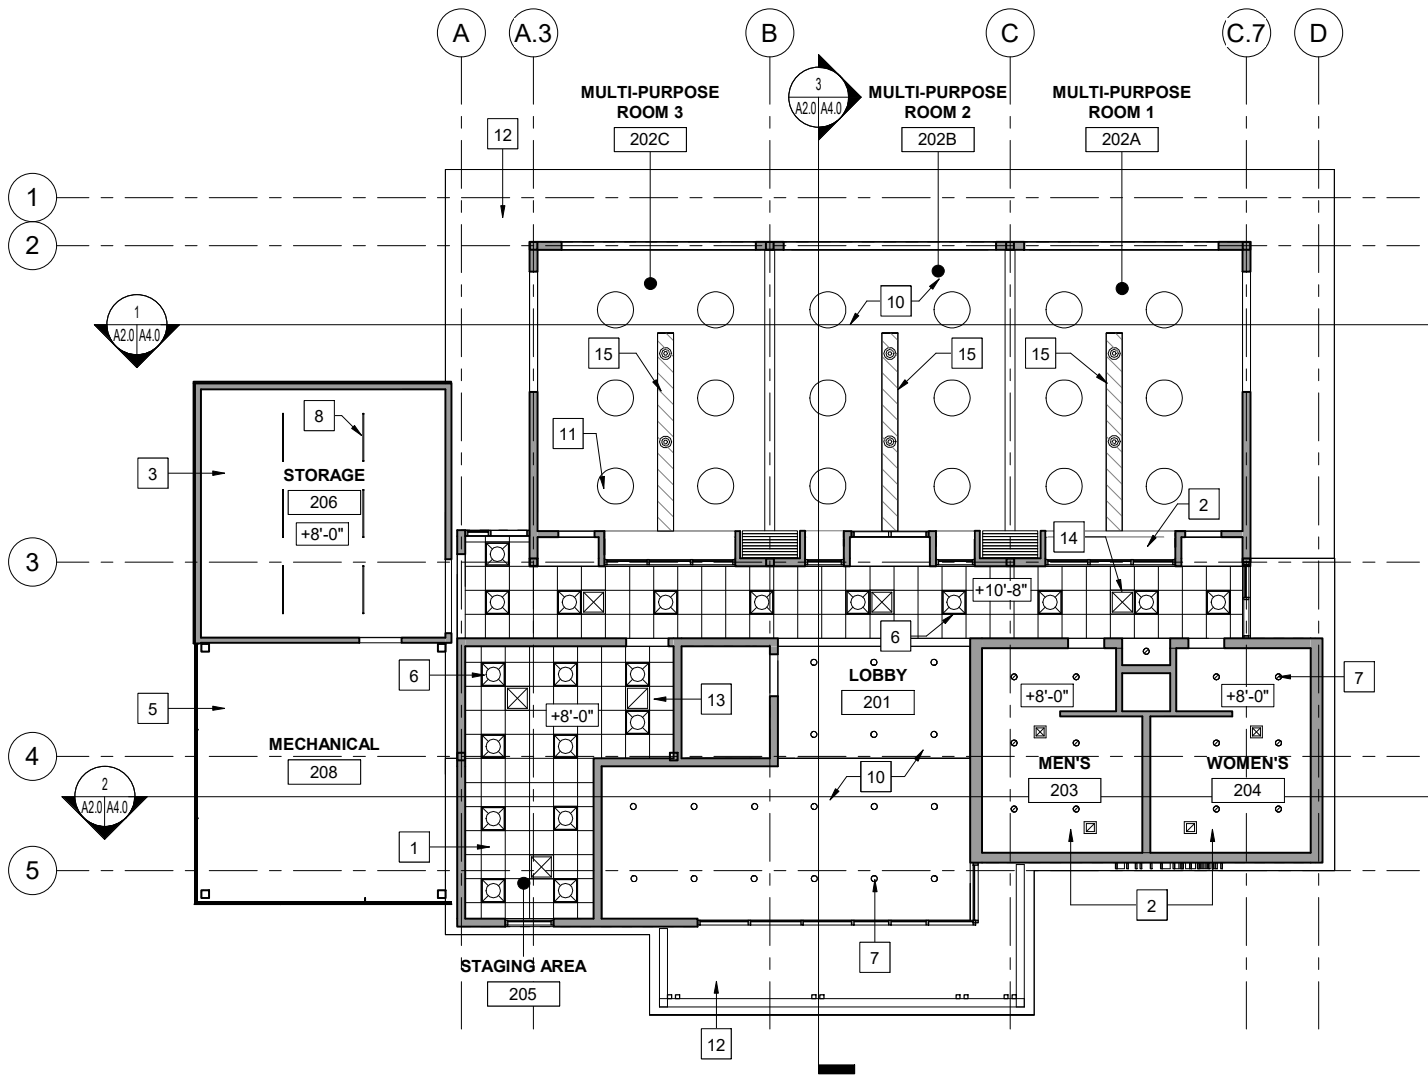 A
A.3
B
C
C.7
D
3
A2.0 A4.0
MULTI-PURPOSE
ROOM 3
202C
MULTI-PURPOSE
ROOM 2
202B
MULTI-PURPOSE
ROOM 1
202A
12
1
2
10
1
A2.0 A4.0
15
15
15
8
11
3
STORAGE
206
+8'-0"
2
14
3
+10'-8"
6
6
LOBBY
201
7
+8'-0"
+8'-0"
13
5
+8'-0"
MECHANICAL
208
4
10
MEN'S
203
WOMEN'S
204
2
A2.0 A4.0
1
5
2
7
STAGING AREA
205
12